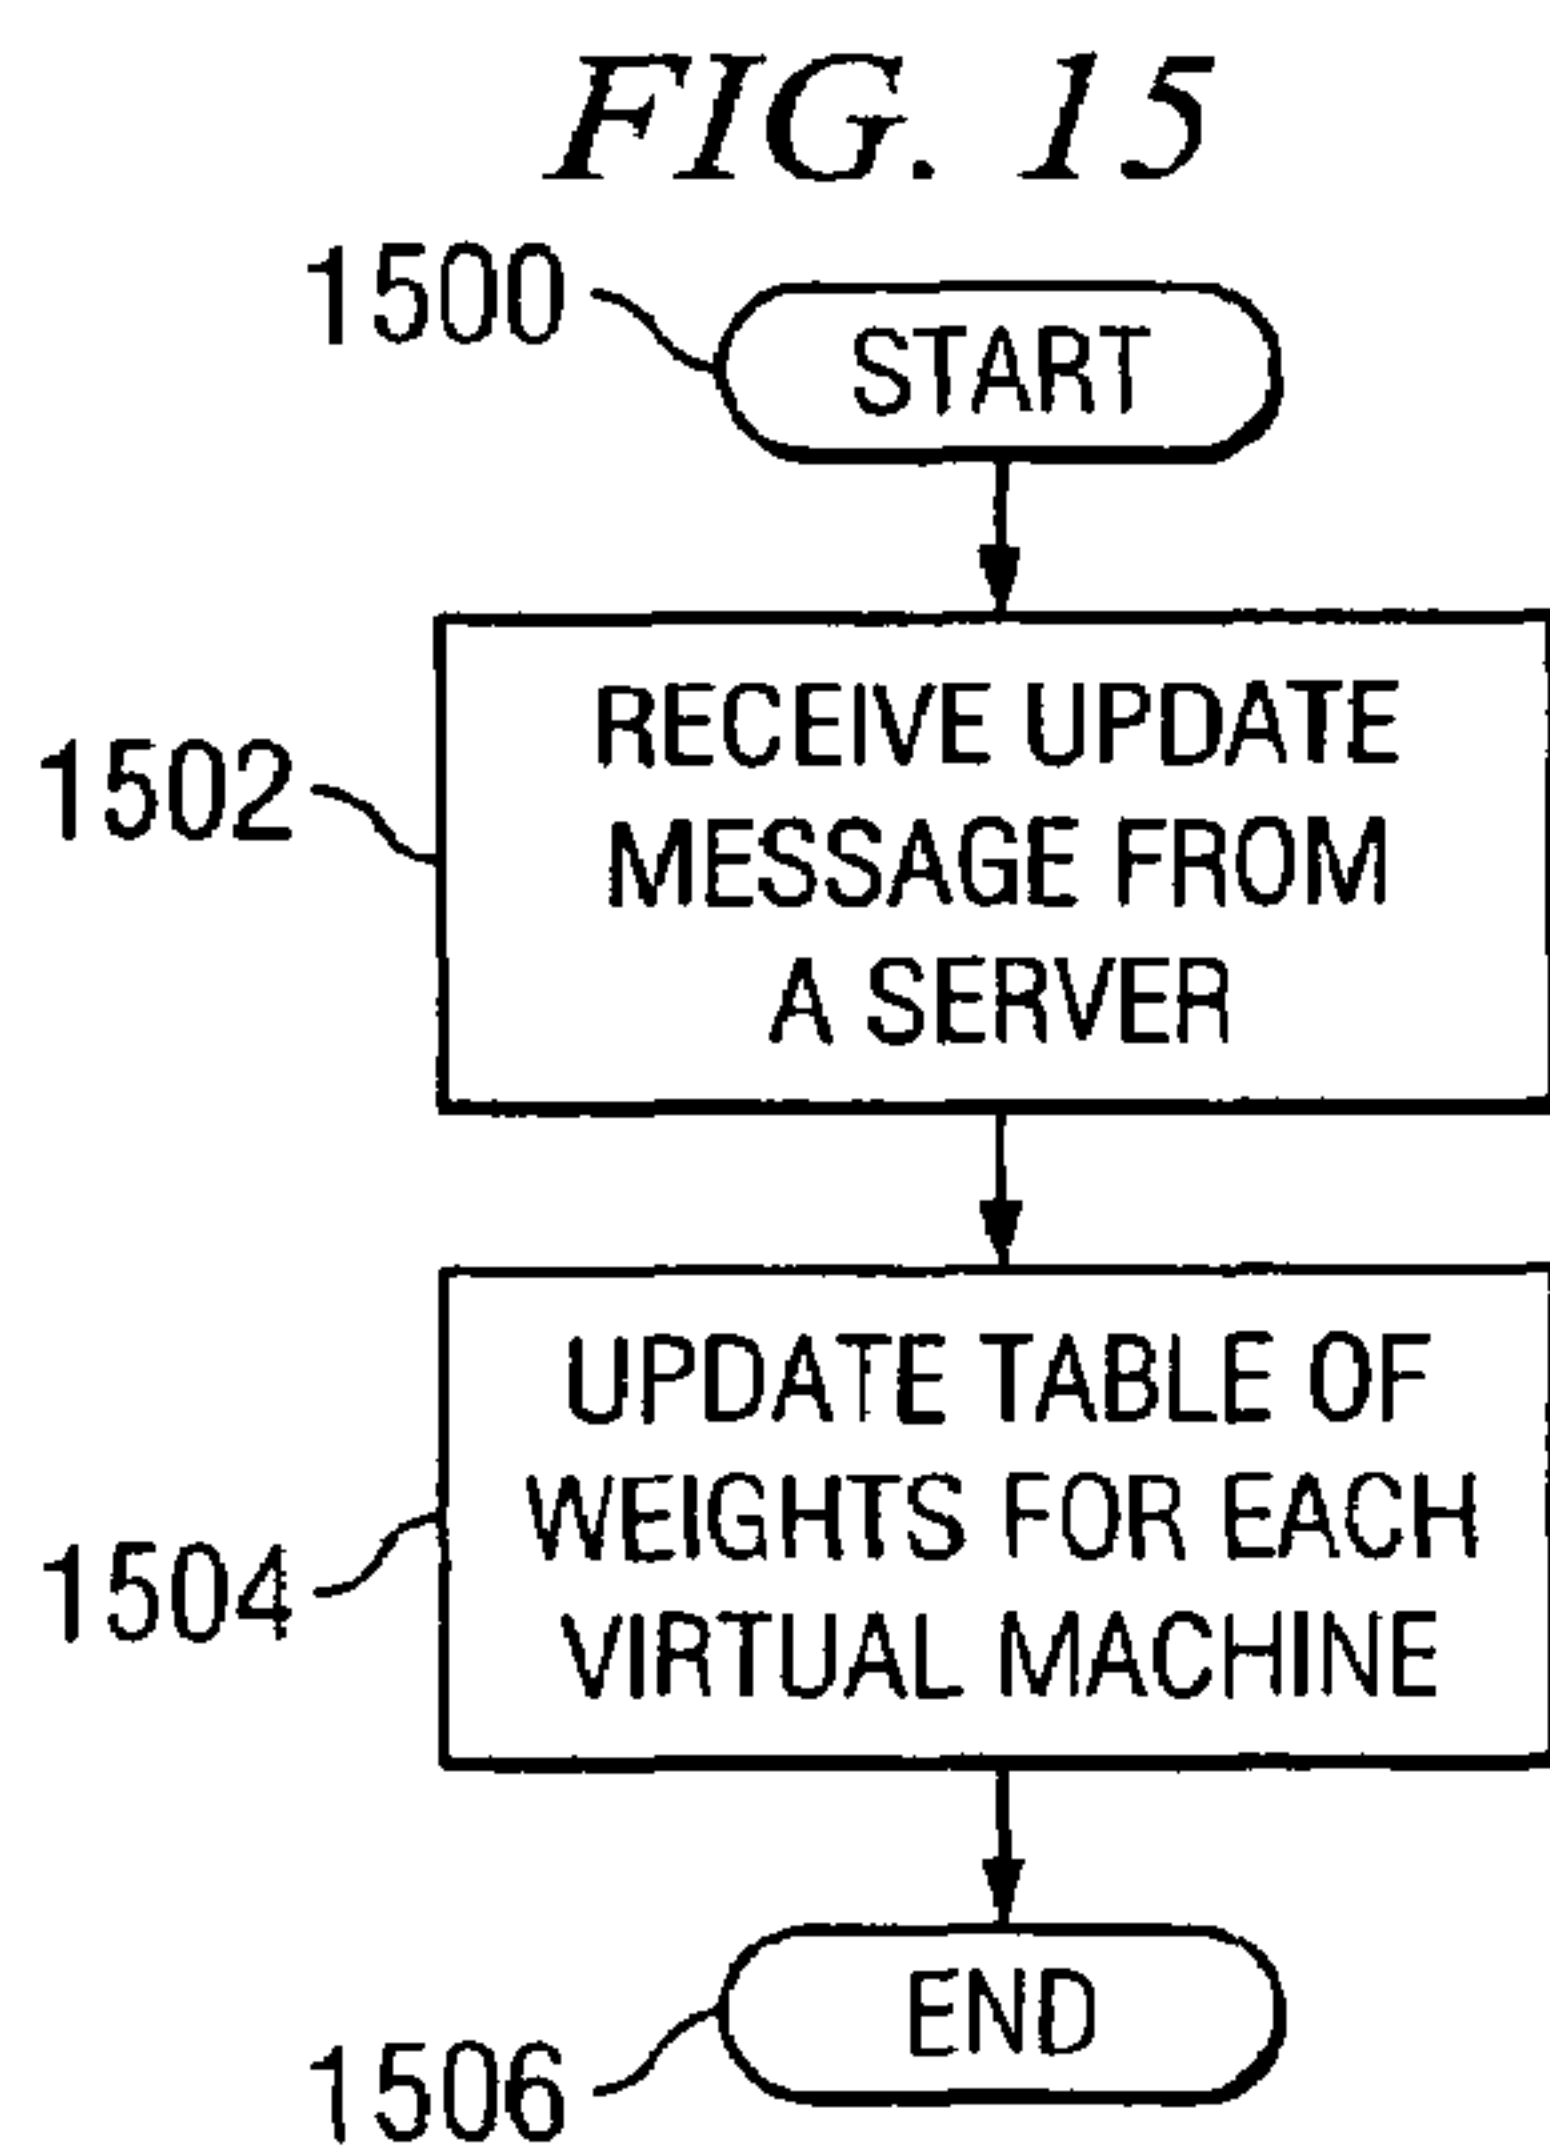 FIG. 15
1500
START
1502
RECEIVE UPDATE
MESSAGE FROM
A SERVER
1504
UPDATE TABLE OF
WEIGHTS FOR EACH
VIRTUAL MACHINE
1506
END